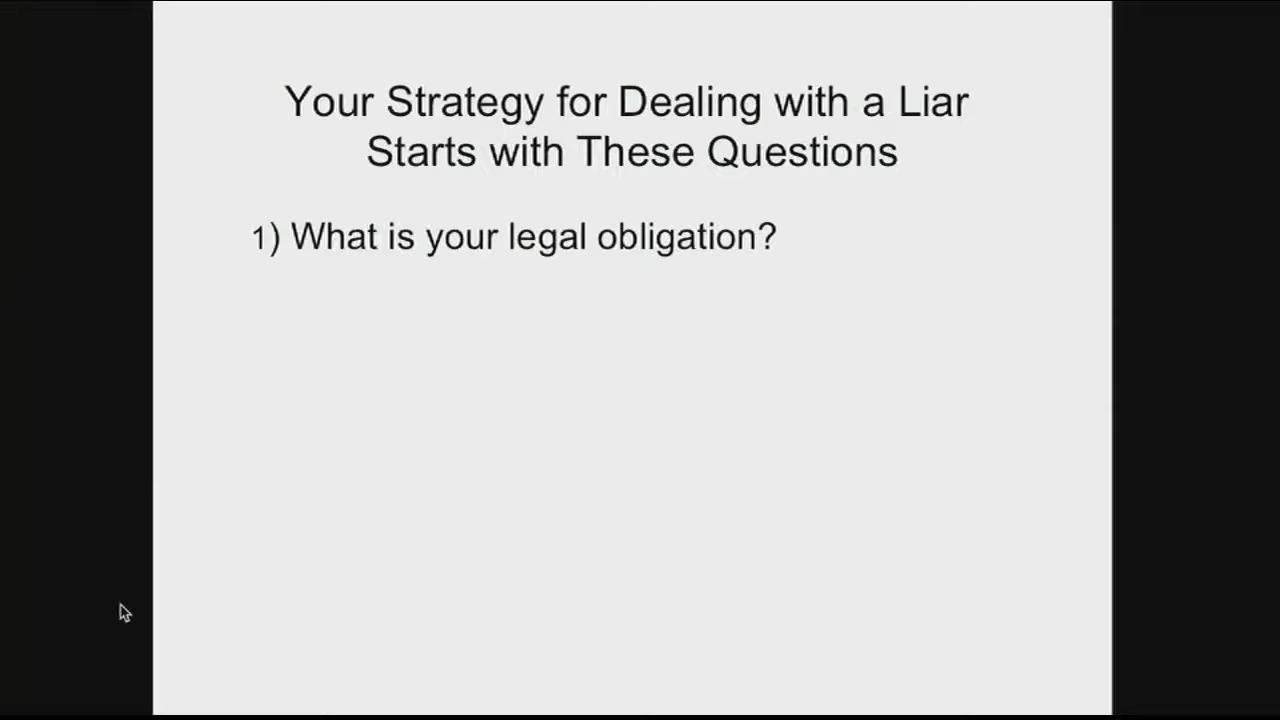 Your Strategy for Dealing with a Liar
Starts with These Questions
1) What is your legal obligation?